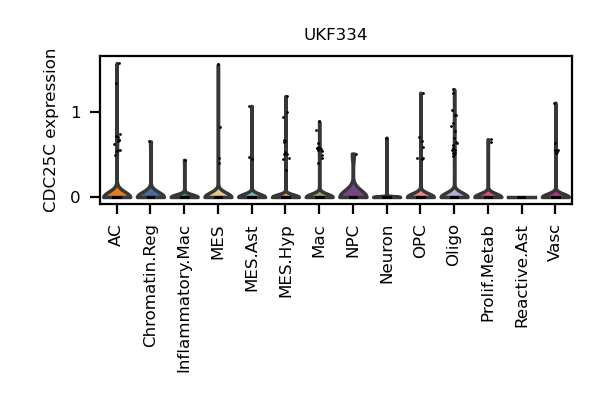 UKF334
CDC25C expression
1
0
AC
Chromatin.Reg
Inflammatory.Mac
MES
MES.Ast
MES.Hyp
Mac
NPC
Neuron
OPC
Oligo
Prolif.Metab
Reactive.Ast
Vasc